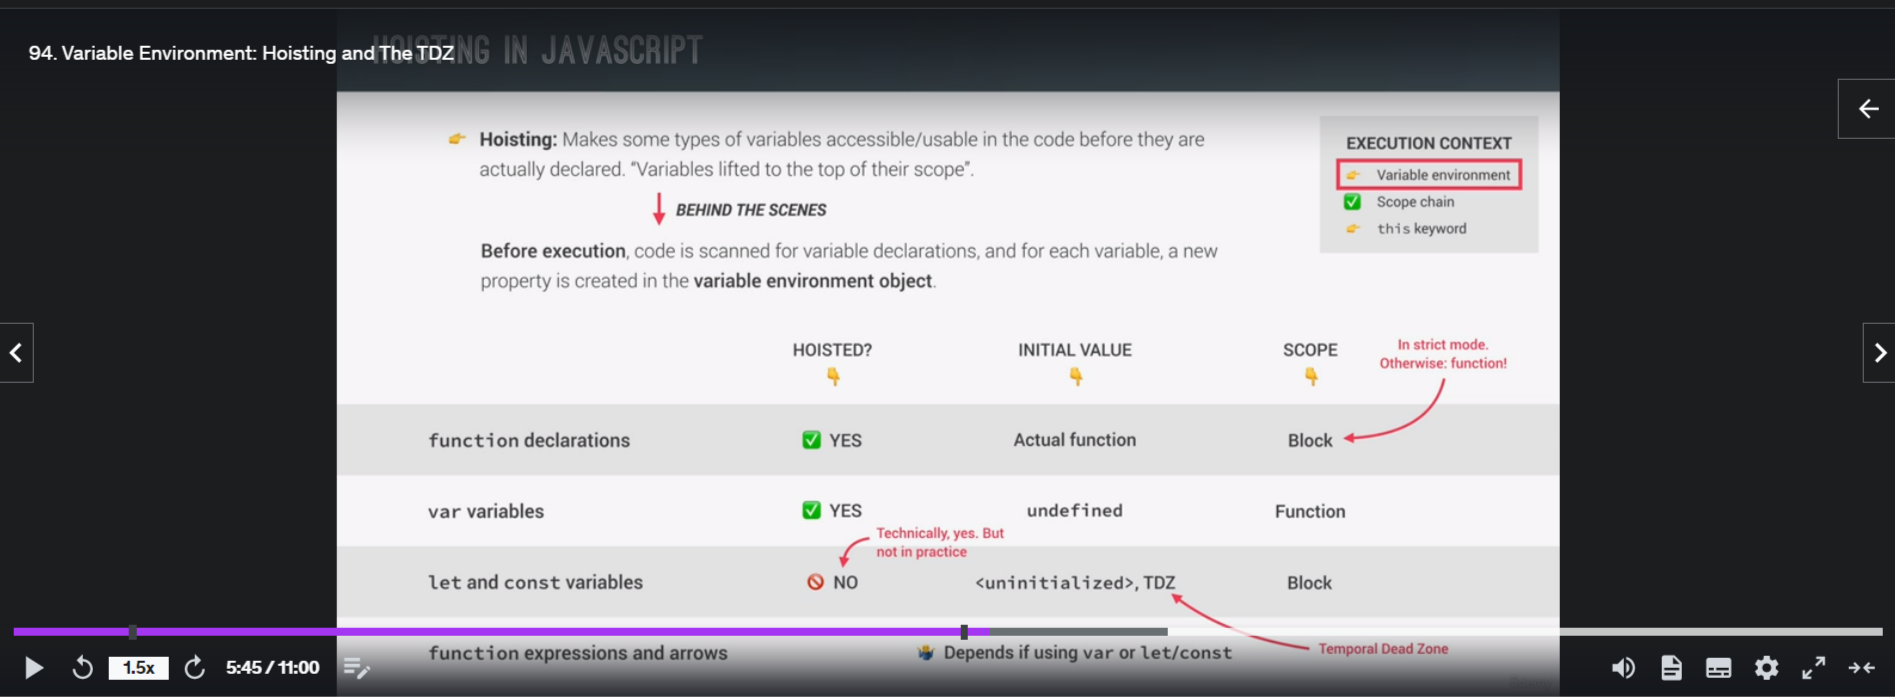 94. Variable Environment: Hoisting and The TDZ
HOISTING IN JAVASCRIPT
Hoisting: Makes some types of variables accessible/usable in the code before they are
actually declared. “Variables lifted to the top of their scope”.
BEHIND THE SCENES
Before execution, code is scanned for variable declarations, and for each variable, a new
property is created in the variable environment object.
EXECUTION CONTEXT
Variable environment
Scope chain
this keyword
HOISTED? INITIAL VALUE SCOPE
In strict mode.
Otherwise: function!
function declarations YES Actual function Block
var variables YES undefined Function
Technically, yes. But
not in practice
let and const variables NO <uninitialized>, TDZ Block
Temporal Dead Zone
function expressions and arrows Depends if using var or let/const
1.5x 5:45 / 11:00